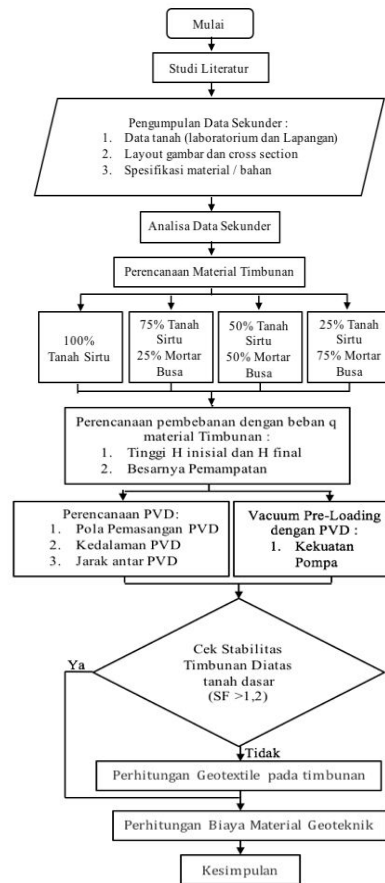 Mulai
Studi Literatur
Pengumpulan Data Sekunder :
1. Data tanah (laboratorium dan Lapangan)
2. Layout gambar dan cross section
3. Spesifikasi material / bahan
Analisa Data Sekunder
Perencanaan Material Timbunan
100%
Tanah Sirtu
75% Tanah
Sirtu
25% Mortar
Busa
50% Tanah
Sirtu
50% Mortar
Busa
25% Tanah
Sirtu
75% Mortar
Busa
Perencanaan pembebanan dengan beban q
material Timbunan :
1. Tinggi H inisial dan H final
2. Besarnya Pemampatan
Perencanaan PVD:
1. Pola Pemasangan PVD
2. Kedalaman PVD
3. Jarak antar PVD
Vacuum Pre-Loading
dengan PVD :
1. Kekuatan
Pompa
Cek Stabilitas
Timbunan Diatas
tanah dasar
(SF >1,2)
Ya
Tidak
Perhitungan Geotextile pada timbunan
Perhitungan Biaya Material Geoteknik
Kesimpulan